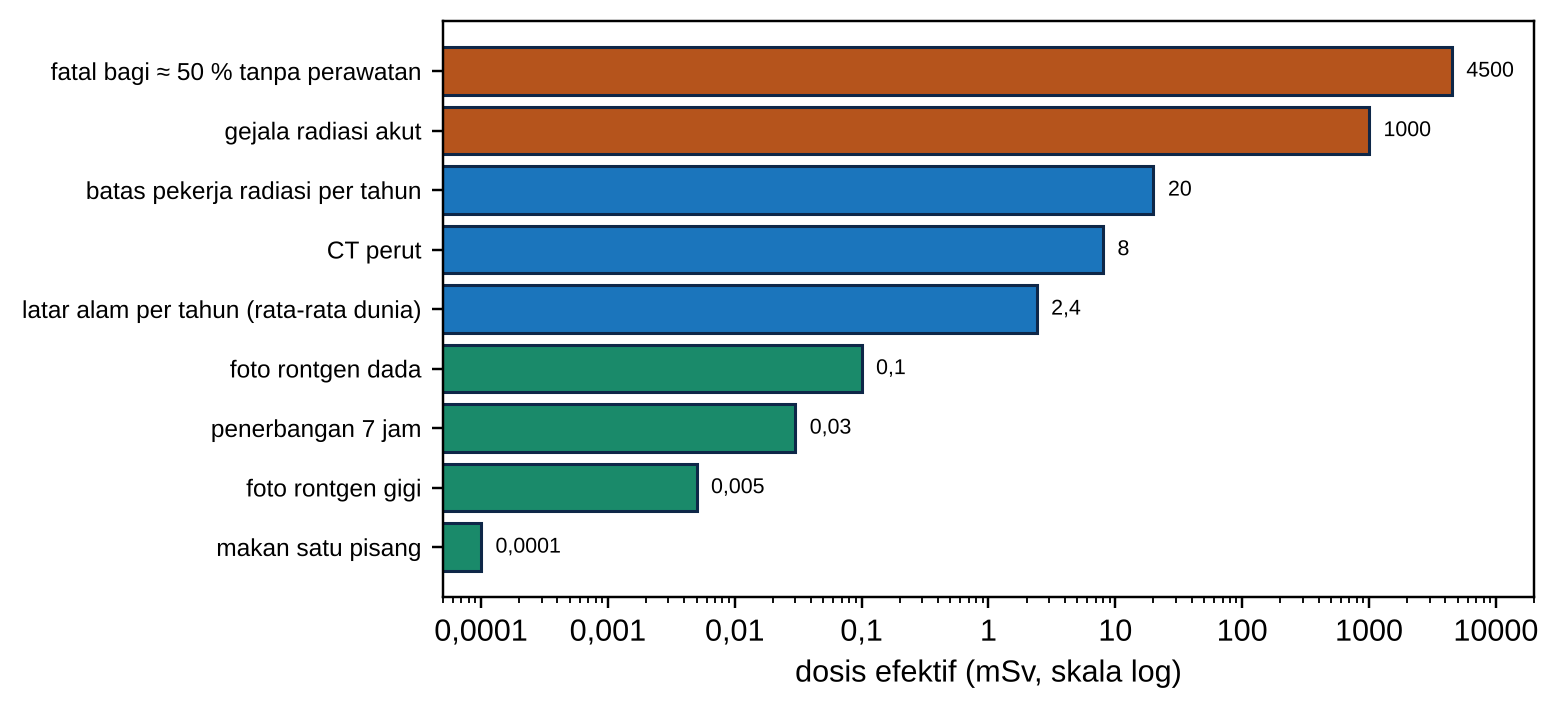 fatal bagi ≈ 50 % tanpa perawatan 4500
gejala radiasi akut 1000
batas pekerja radiasi per tahun 20
CT perut 8
latar alam per tahun (rata-rata dunia) 2,4
foto rontgen dada 0,1
penerbangan 7 jam 0,03
foto rontgen gigi 0,005
makan satu pisang 0,0001
0,0001 0,001 0,01 0,1 1 10 100 1000 10000
dosis efektif (mSv, skala log)